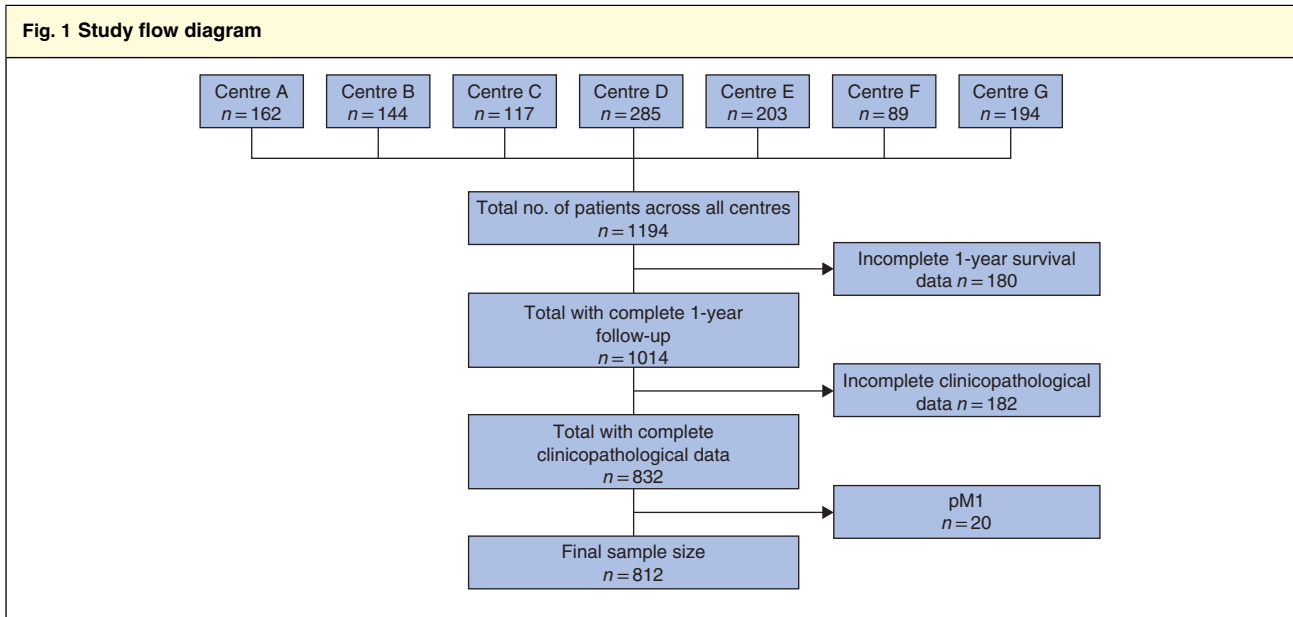 Fig. 1 Study flow diagram
Centre A
n = 162
Centre B
n = 144
Centre C
n = 117
Centre D
n = 285
Centre E
n = 203
Centre F
n = 89
Centre G
n = 194
Total no. of patients across all centres
n = 1194
Incomplete 1-year survival
data n = 180
Total with complete 1-year
follow-up
n = 1014
Incomplete clinicopathological
data n = 182
Total with complete
clinicopathological data
n = 832
pM1
n = 20
Final sample size
n = 812